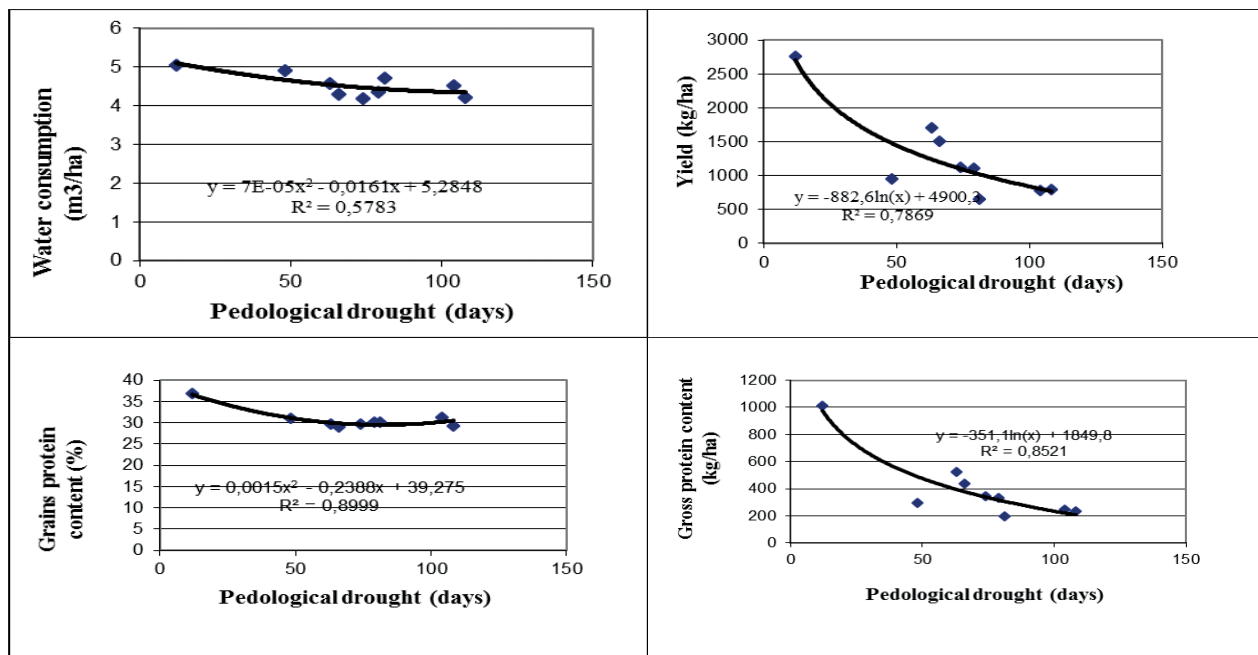 Water consumption
(m3/ha)
6
5
4
3
2
1
0
y = 7E-05x² - 0,0161x + 5,2848
R² = 0,5783
0 50 100 150
Pedological drought (days)
Yield (kg/ha)
3000
2500
2000
1500
1000
500
0
y = -882,6ln(x) + 4900,2
R² = 0,7869
0 50 100 150
Pedological drought (days)
Grains protein
content (%)
40
35
30
25
20
15
10
5
0
y = 0,0015x² - 0,2388x + 39,275
R² = 0,8999
0 50 100 150
Pedological drought (days)
Gross protein content
(kg/ha)
1200
1000
800
600
400
200
0
y = -351,1ln(x) + 1849,8
R² = 0,8521
0 50 100 150
Pedological drought (days)